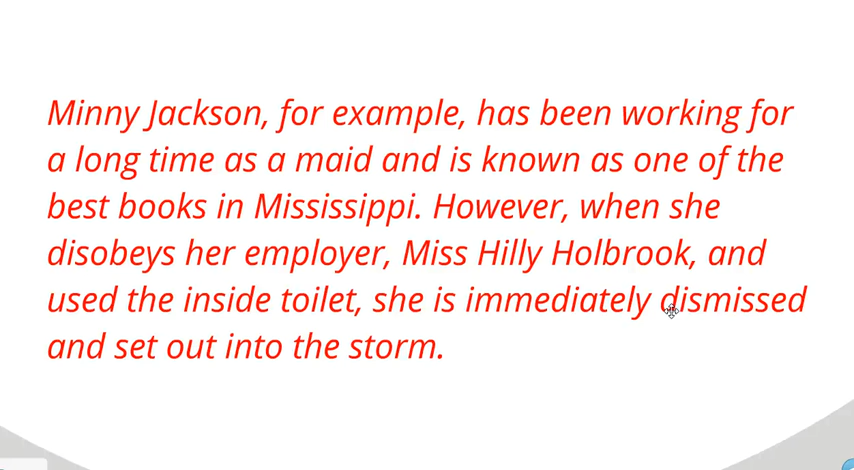 Minny Jackson, for example, has been working for
a long time as a maid and is known as one of the
best books in Mississippi. However, when she
disobeys her employer, Miss Hilly Holbrook, and
used the inside toilet, she is immediately dismissed
and set out into the storm.